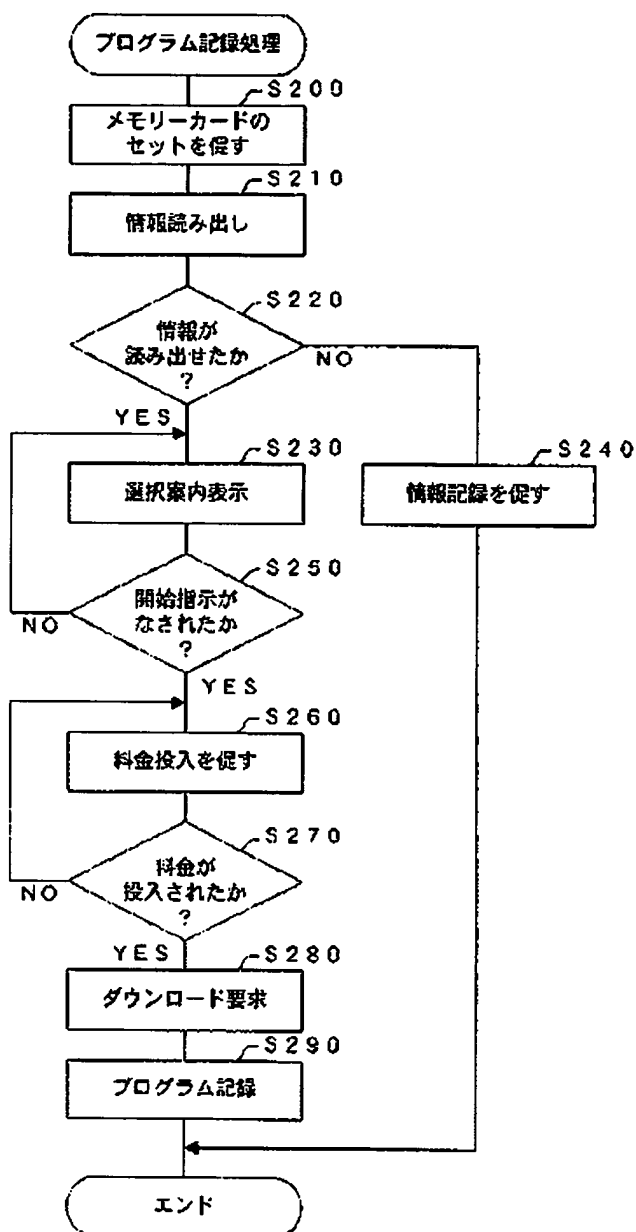 プログラム記録処理
S200
メモリーカードの
セットを促す
S210
情報読み出し
S220
情報が
読み出せたか
?
NO
YES
S230
選択案内表示
S240
情報記録を促す
S250
開始指示が
なされたか
?
NO
YES
S260
料金投入を促す
S270
料金が
投入されたか
?
NO
YES
S280
ダウンロード要求
S290
プログラム記録
エンド